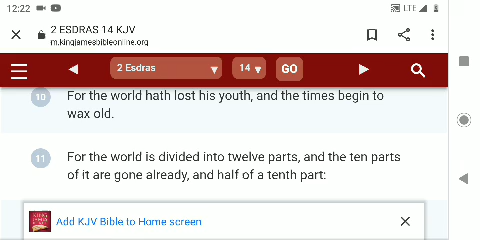 12:22 LTE
2 ESDRAS 14 KJV
m.kingjamesbibleonline.org
2 Esdras 14 GO
10 For the world hath lost his youth, and the times begin to
wax old.
11 For the world is divided into twelve parts, and the ten parts
of it are gone already, and half of a tenth part:
Add KJV Bible to Home screen